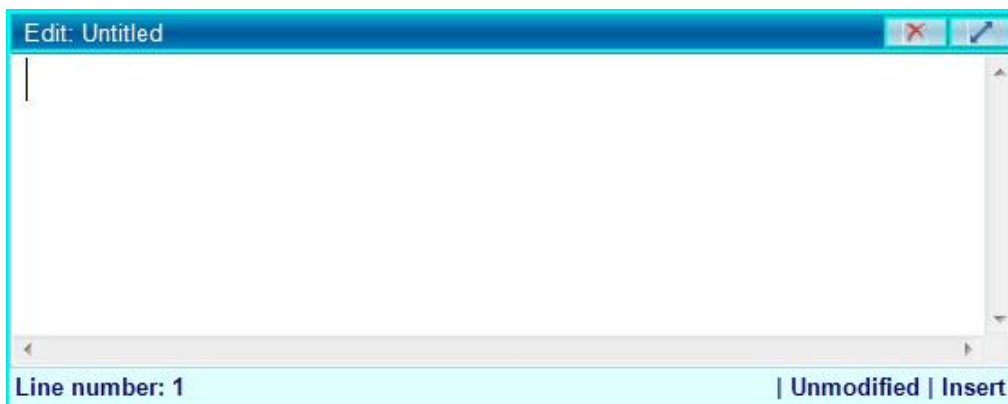 Edit: Untitled
Line number: 1 | Unmodified | Insert